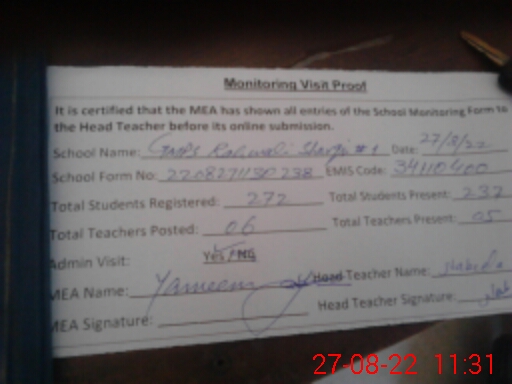 Monitoring Visit Proof
It is certified that the MEA has shown all entries of the School Monitoring Form to
the Head Teacher before its online submission.
School Name: Rahwali Sharqi #1 Date: 27/8/22
School Form No: EMIS Code: 34110400
Total Students Registered: 272 Total Students Present: 232
Total Teachers Posted: 06 Total Teachers Present: 05
Admin Visit: Yes / No
MEA Name: Yameen Head Teacher Name:
MEA Signature: Head Teacher Signature:
27-08-22 11:31